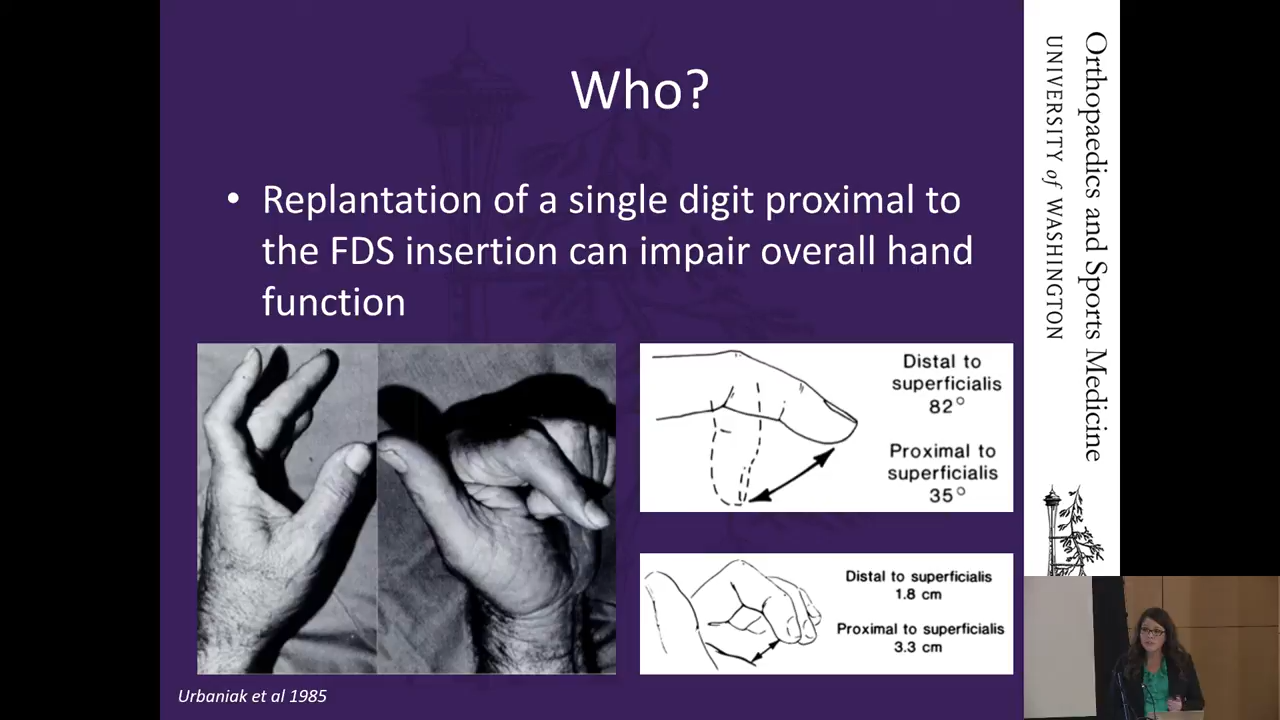 Who?
• Replantation of a single digit proximal to
the FDS insertion can impair overall hand
function
Distal to
superficialis
82°
Proximal to
superficialis
35°
Distal to superficialis
1.8 cm
Proximal to superficialis
3.3 cm
Urbaniak et al 1985
Orthopaedics and Sports Medicine
UNIVERSITY of WASHINGTON